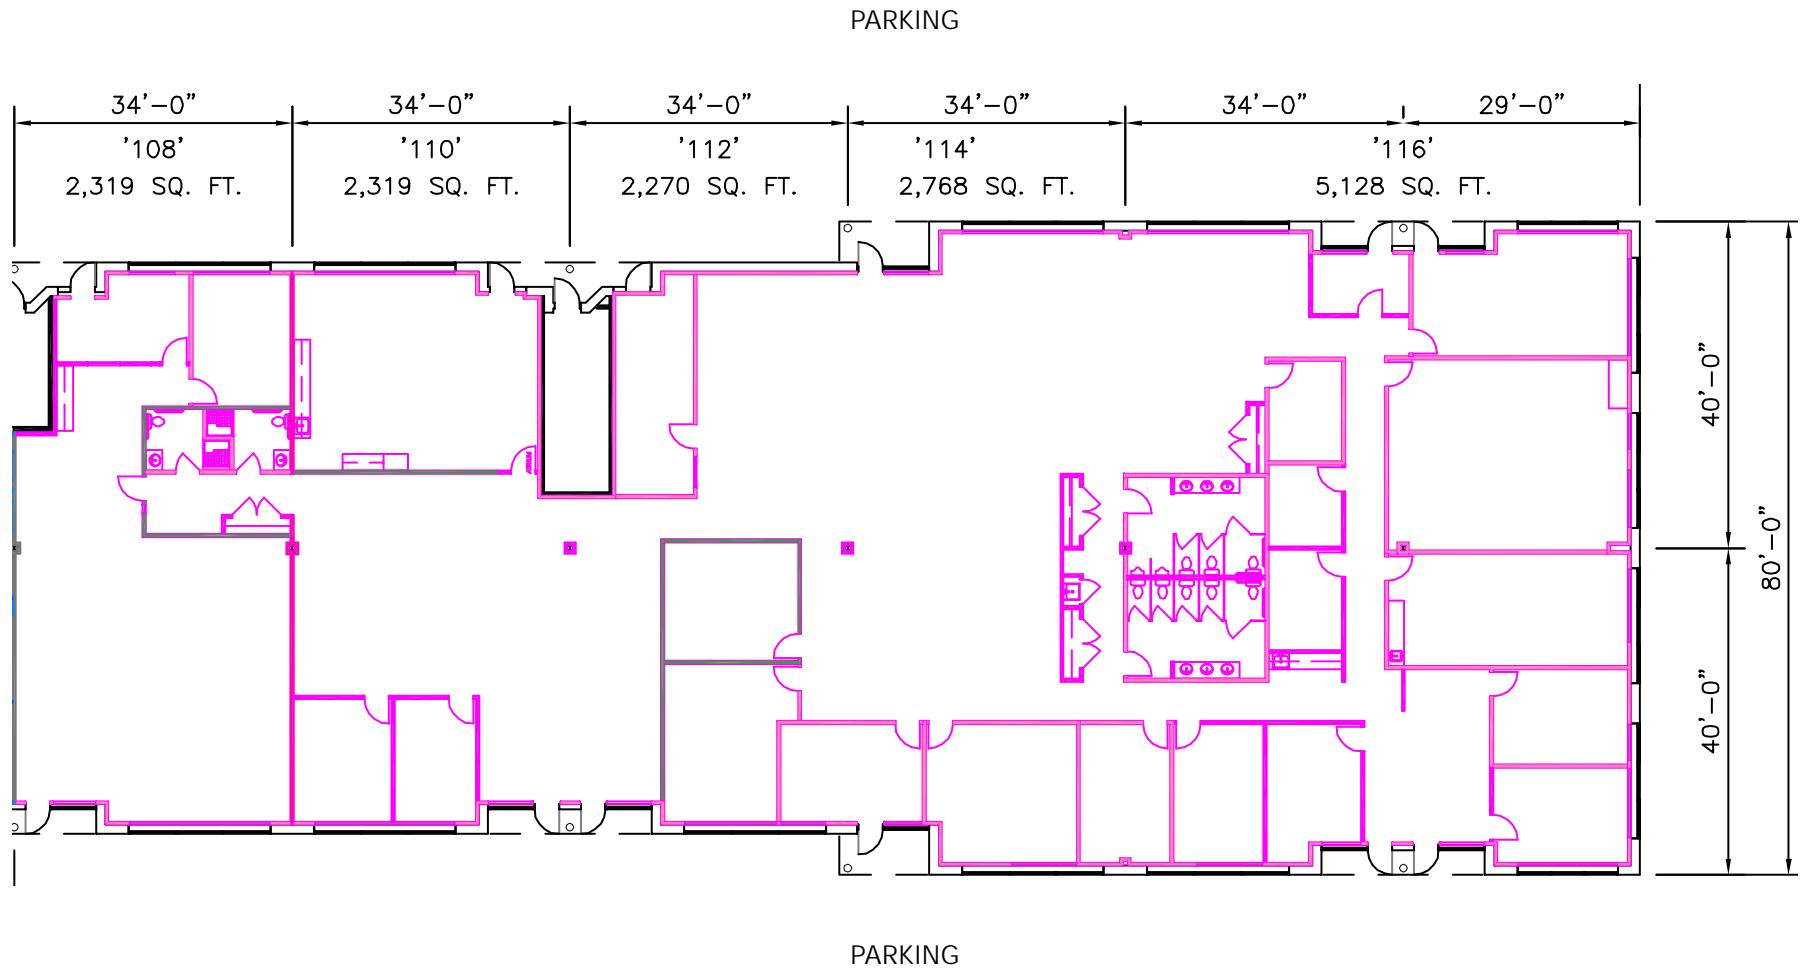 PARKING
34'-0" 34'-0" 34'-0" 34'-0" 34'-0" 29'-0"
'108' '110' '112' '114' '116'
2,319 SQ. FT. 2,319 SQ. FT. 2,270 SQ. FT. 2,768 SQ. FT. 5,128 SQ. FT.
40'-0"
80'-0"
40'-0"
PARKING